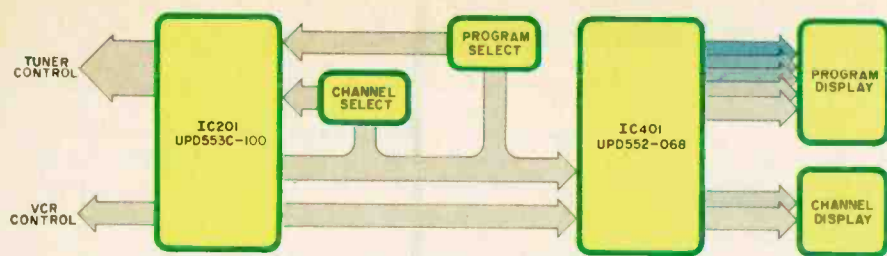 TUNER
CONTROL
VCR
CONTROL
IC201
UPD553C-100
PROGRAM
SELECT
CHANNEL
SELECT
IC401
UPD552-068
PROGRAM
DISPLAY
CHANNEL
DISPLAY